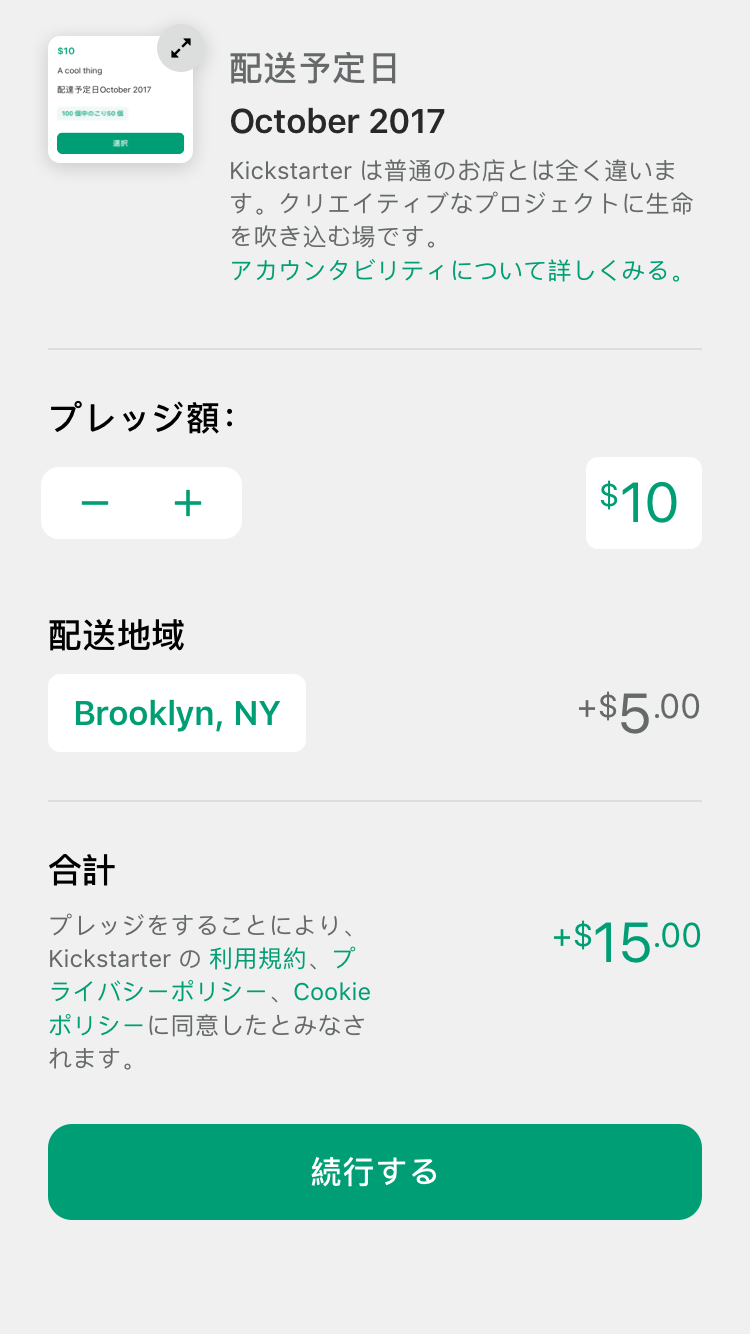 $10
A cool thing
配達予定日October 2017
100 個中のこり50 個
選択
配送予定日
October 2017
Kickstarter は普通のお店とは全く違いま
す。クリエイティブなプロジェクトに生命
を吹き込む場です。
アカウンタビリティについて詳しくみる。
プレッジ額：
− +
$10
配送地域
Brooklyn, NY
+$5.00
合計
プレッジをすることにより、
Kickstarter の 利用規約、プ
ライバシーポリシー、Cookie
ポリシーに同意したとみなさ
れます。
+$15.00
続行する